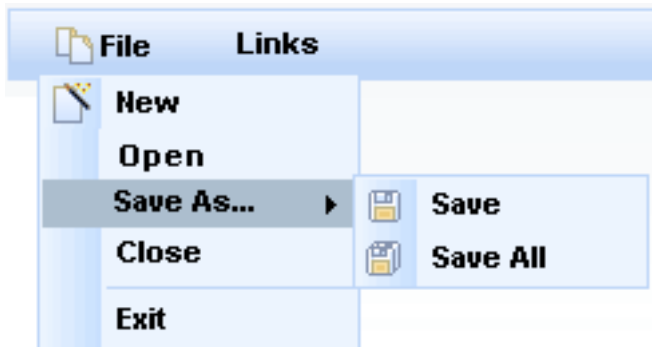 File Links
New
Open
Save As...
Save
Close
Save All
Exit